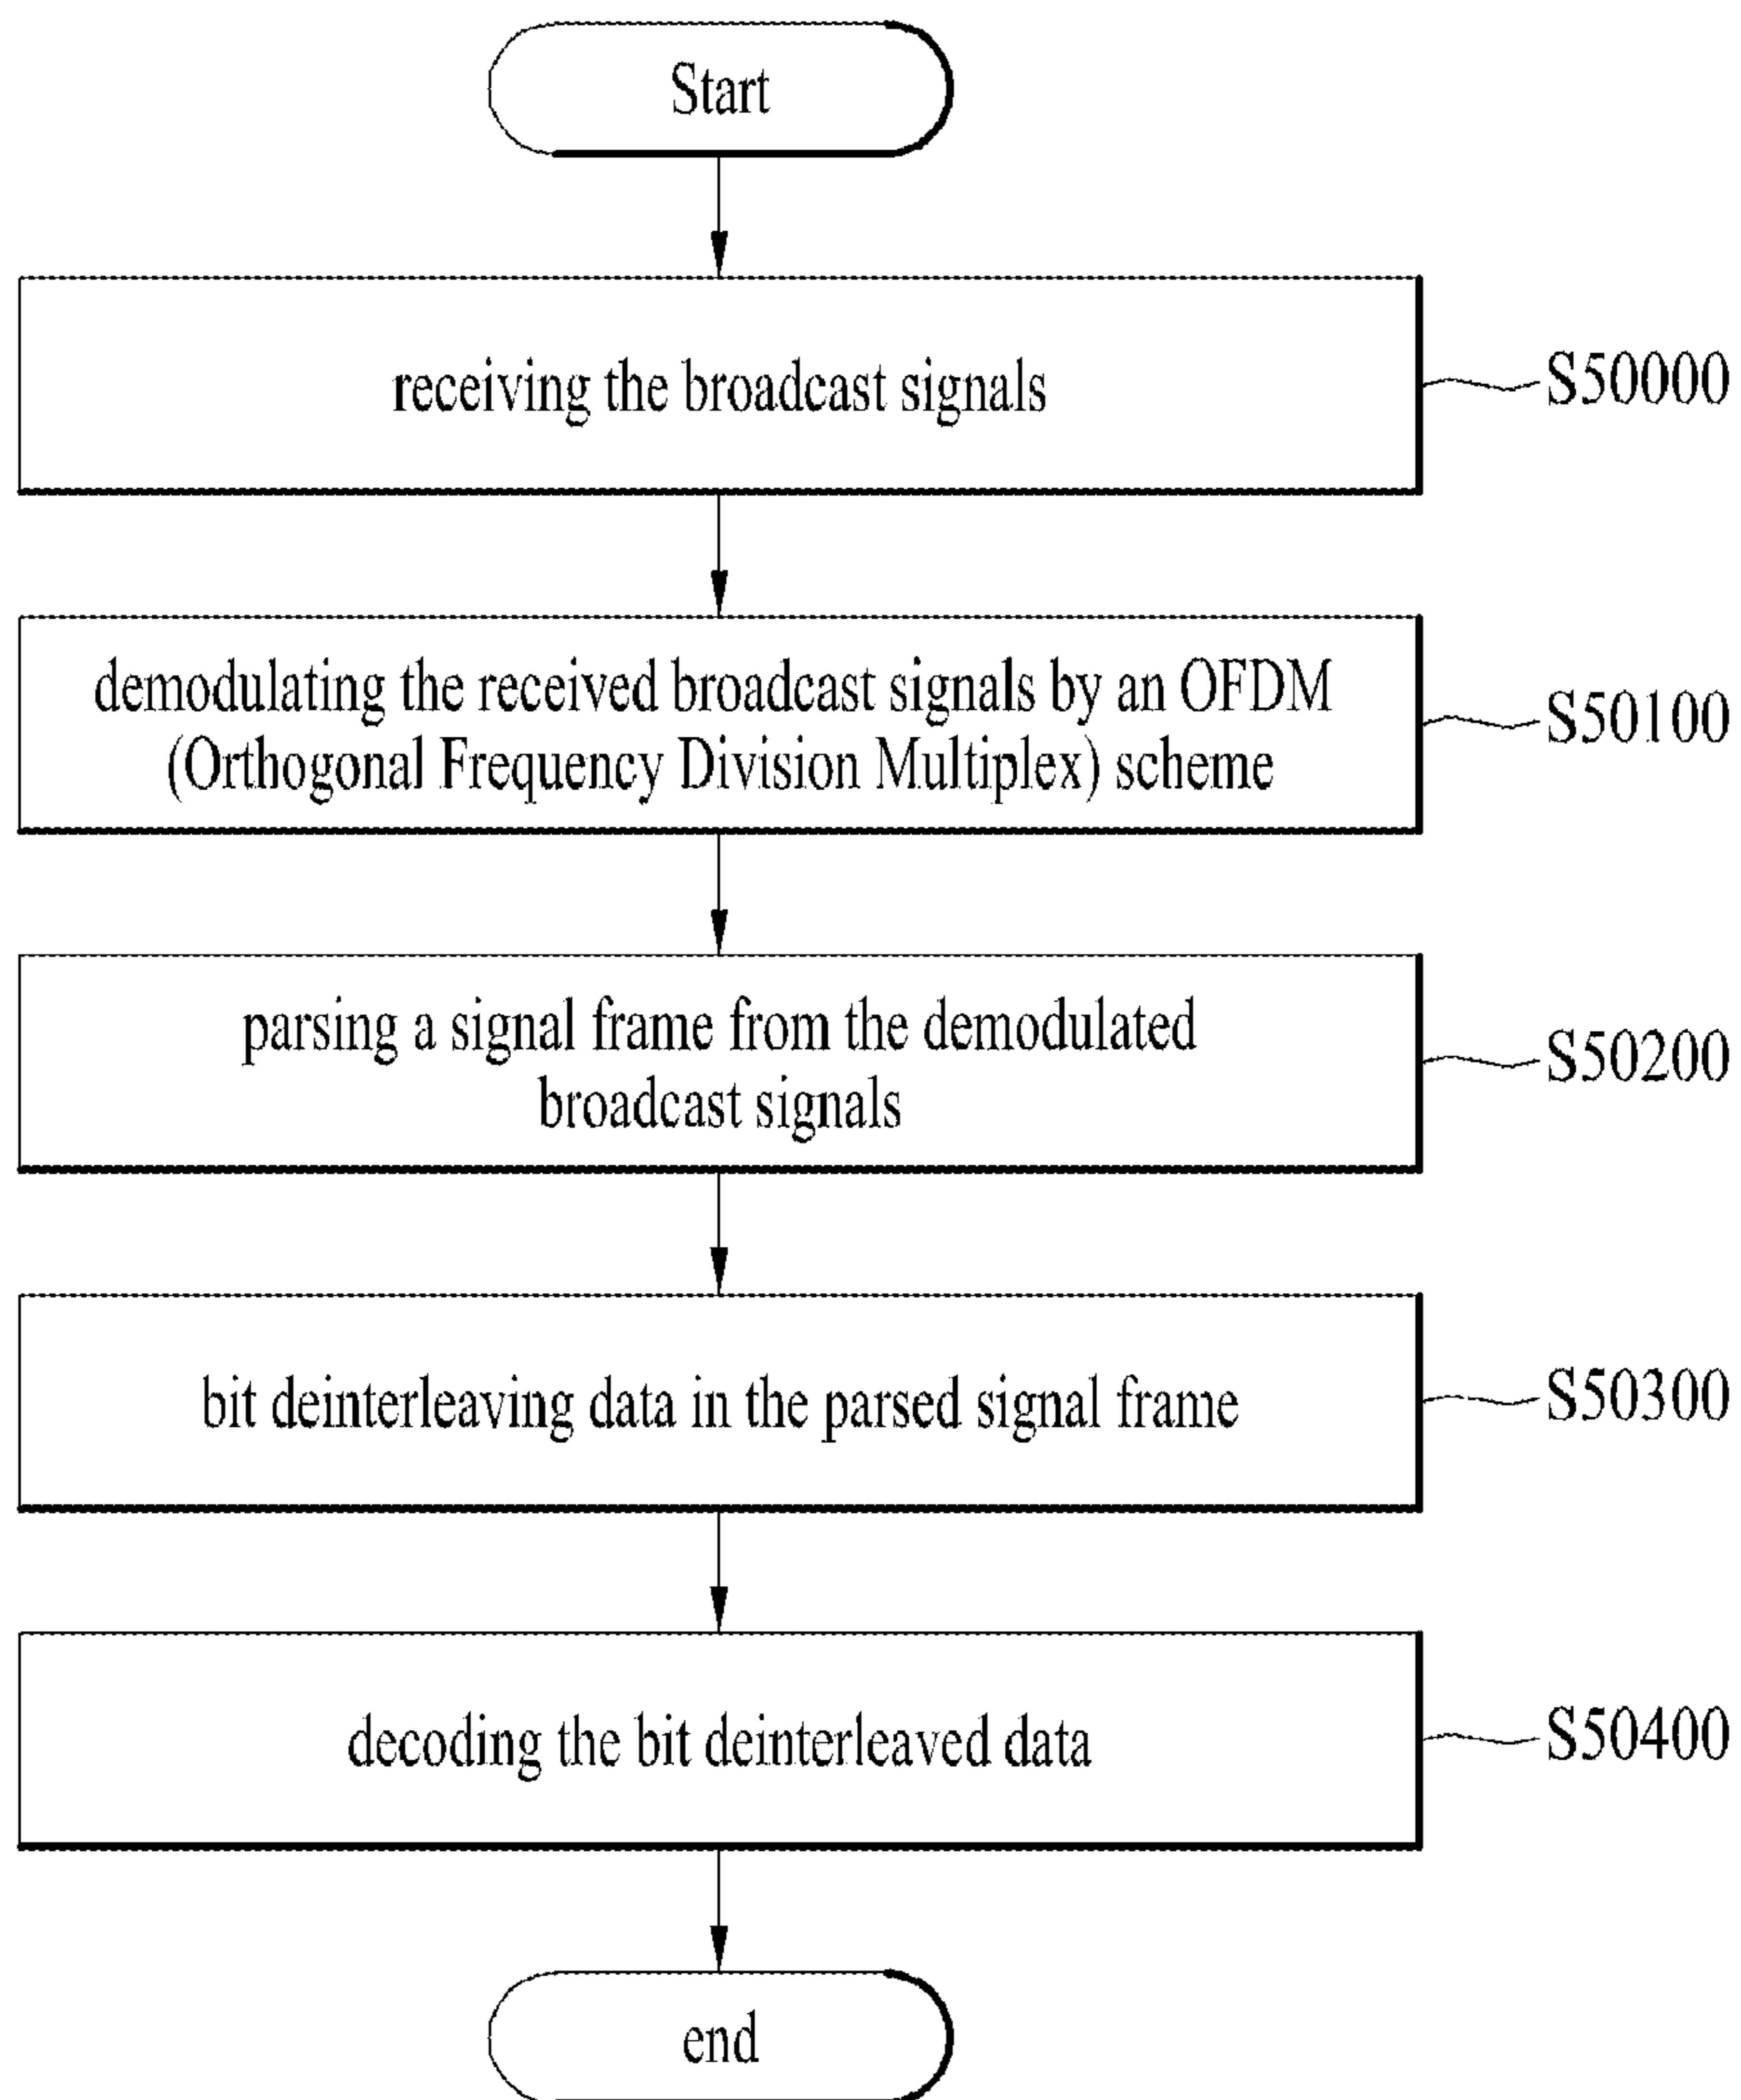 Start
receiving the broadcast signals
S50000
demodulating the received broadcast signals by an OFDM
(Orthogonal Frequency Division Multiplex) scheme
S50100
parsing a signal frame from the demodulated
broadcast signals
S50200
bit deinterleaving data in the parsed signal frame
S50300
decoding the bit deinterleaved data
S50400
end